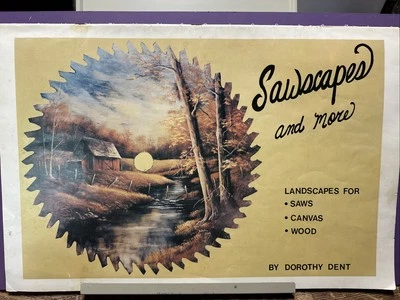 Sawscapes
and more
LANDSCAPES FOR
• SAWS
• CANVAS
• WOOD
BY DOROTHY DENT